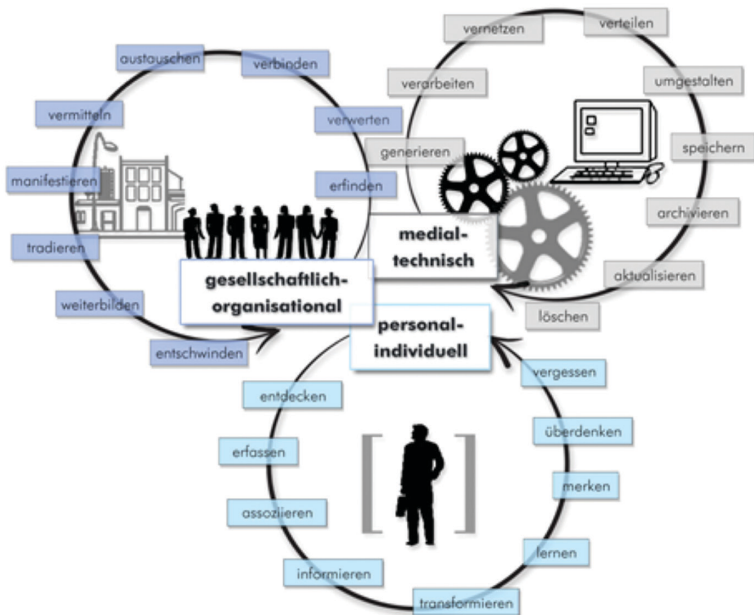 austauschen
verbinden
vermitteln
verwerten
manifestieren
erfinden
tradieren
weiterbilden
entschwinden
gesellschaftlich-
organisational
vernetzen
verteilen
verarbeiten
umgestalten
generieren
speichern
archivieren
aktualisieren
löschen
medial-
technisch
personal-
individuell
entdecken
vergessen
erfassen
überdenken
assoziieren
merken
informieren
lernen
transformieren